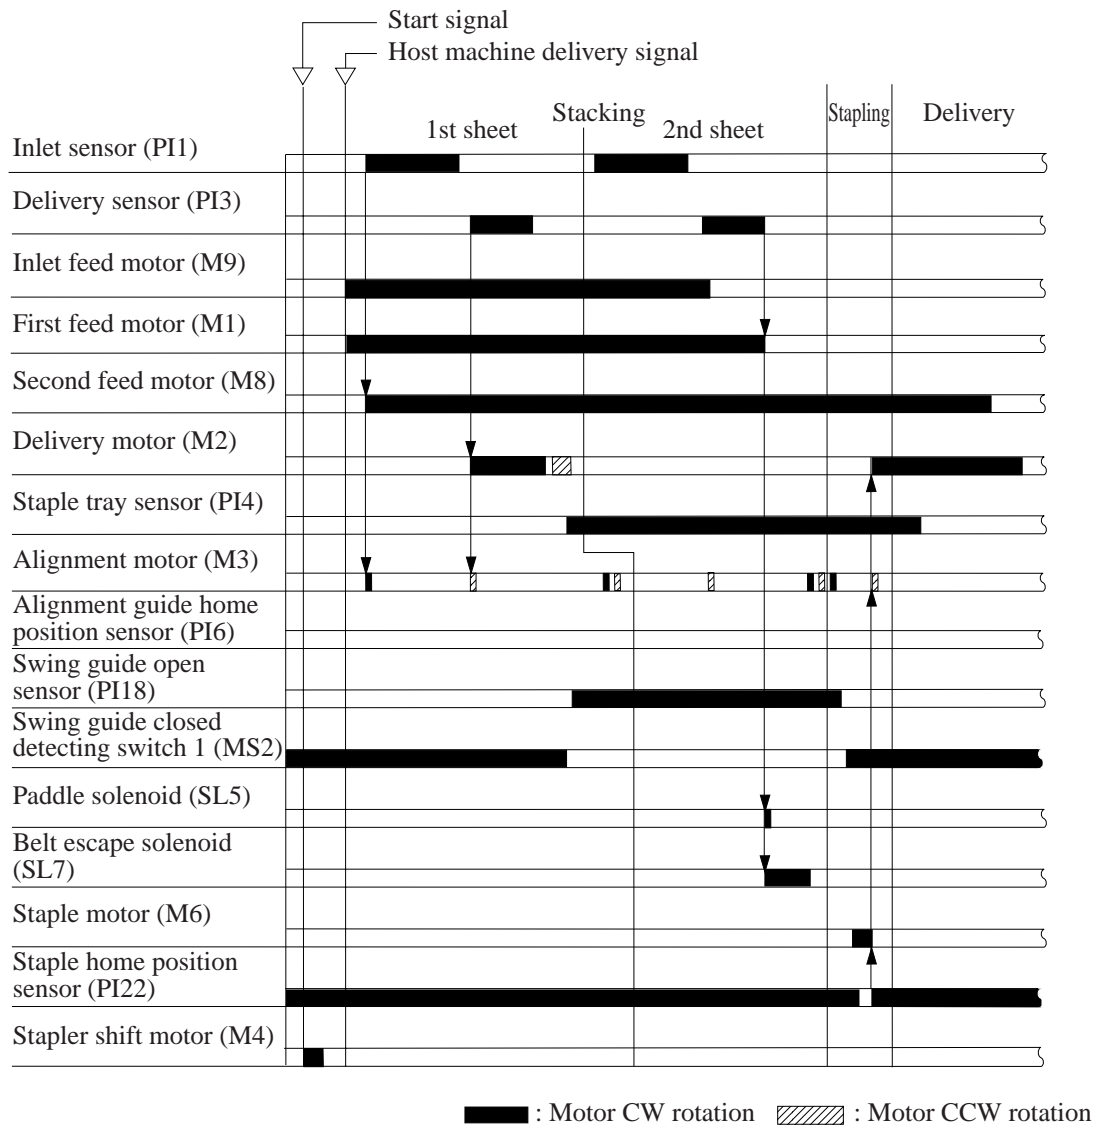 Start signal
Host machine delivery signal
Stacking
Stapling
Delivery
1st sheet
2nd sheet
Inlet sensor (PI1)
Delivery sensor (PI3)
Inlet feed motor (M9)
First feed motor (M1)
Second feed motor (M8)
Delivery motor (M2)
Staple tray sensor (PI4)
Alignment motor (M3)
Alignment guide home
position sensor (PI6)
Swing guide open
sensor (PI18)
Swing guide closed
detecting switch 1 (MS2)
Paddle solenoid (SL5)
Belt escape solenoid
(SL7)
Staple motor (M6)
Staple home position
sensor (PI22)
Stapler shift motor (M4)
: Motor CW rotation
: Motor CCW rotation